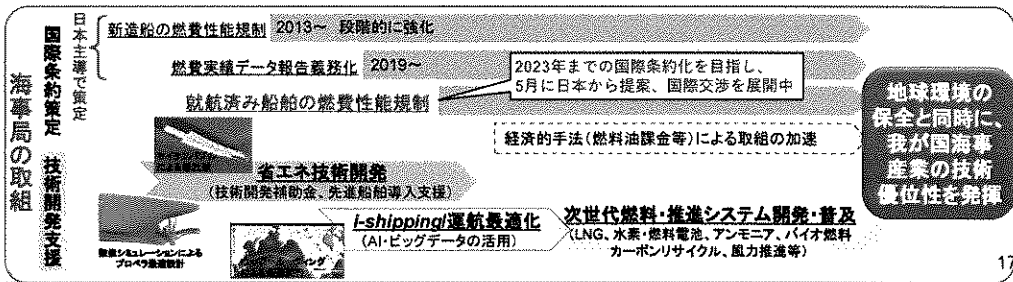 海事局の取組
国際条約策定
日本主導で策定
新造船の燃費性能規制 2013～ 段階的に強化
燃費実績データ報告義務化 2019～
2023年までの国際条約化を目指し、
5月に日本から提案、国際交渉を展開中
就航済み船舶の燃費性能規制
経済的手法（燃料油課金等）による取組の加速
地球環境の
保全と同時に、
我が国海事
産業の技術
優位性を発揮
技術開発支援
省エネ技術開発
（技術開発補助金、先進船舶導入支援）
i-shipping/運航最適化
（AI・ビッグデータの活用）
次世代燃料・推進システム開発・普及
（LNG、水素・燃料電池、アンモニア、バイオ燃料
カーボンリサイクル、風力推進等）
シミュレーションによる
プロペラ最適設計
17